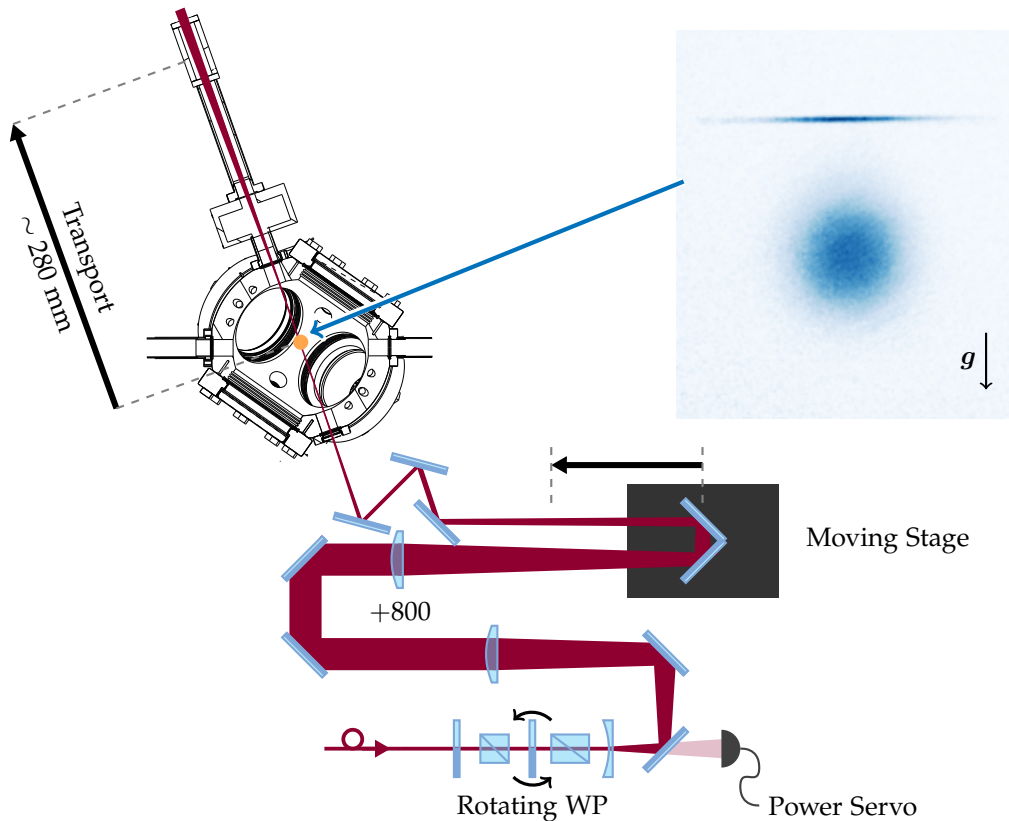 Transport
∼ 280 mm
g
Moving Stage
+800
Rotating WP
Power Servo